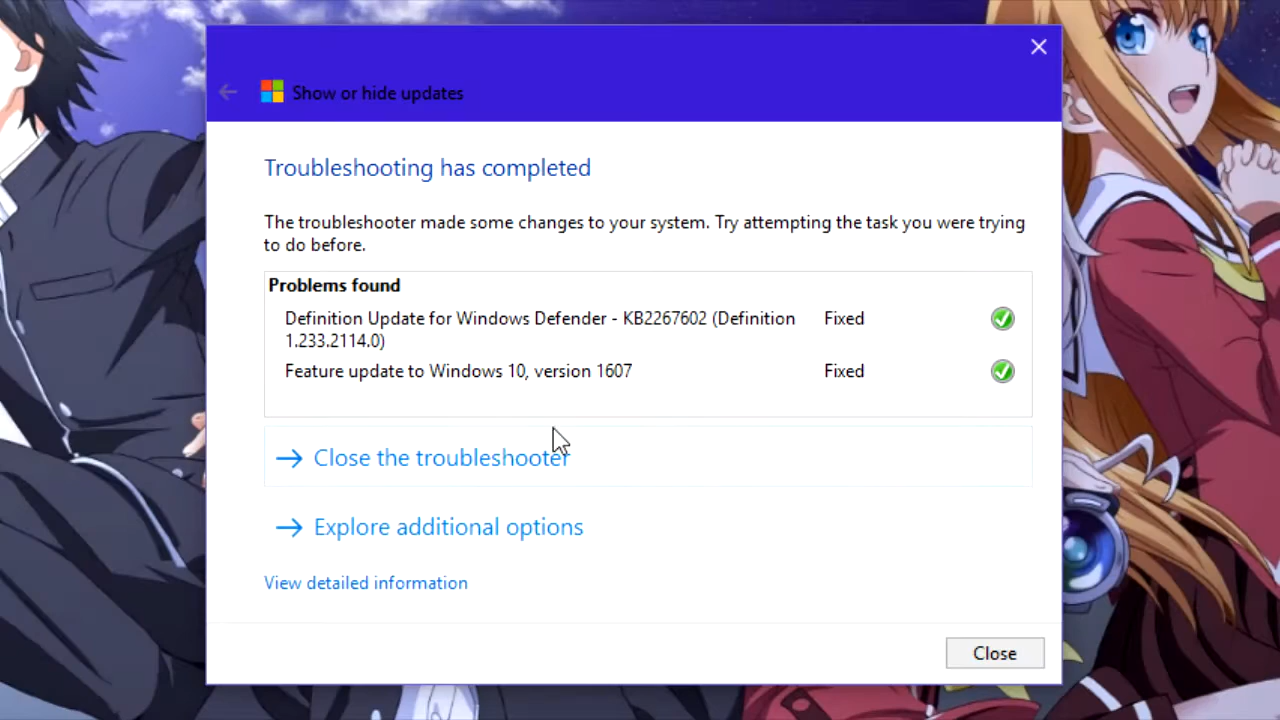 Show or hide updates
Troubleshooting has completed
The troubleshooter made some changes to your system. Try attempting the task you were trying
to do before.
Problems found
Definition Update for Windows Defender - KB2267602 (Definition Fixed
1.233.2114.0)
Feature update to Windows 10, version 1607 Fixed
Close the troubleshooter
Explore additional options
View detailed information
Close